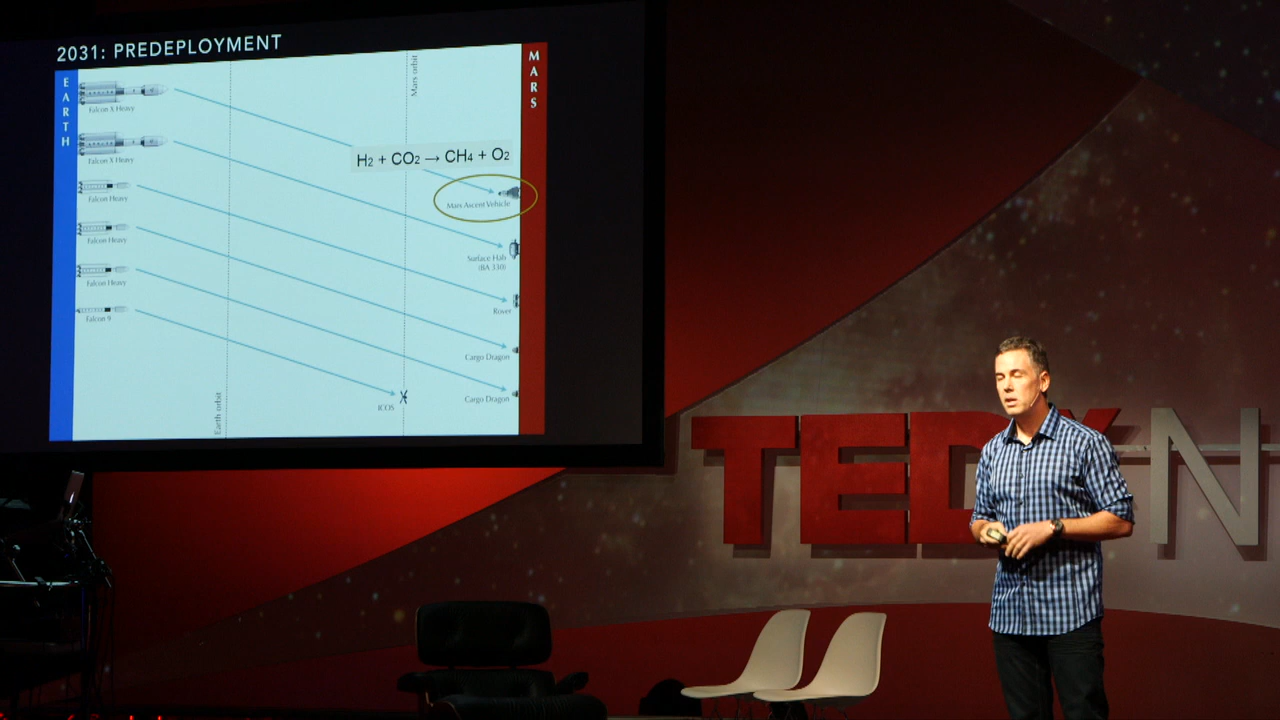 2031: PREDEPLOYMENT
EARTH
MARS
Mars orbit
Falcon X Heavy
H2 + CO2 → CH4 + O2
Falcon X Heavy
Falcon Heavy
Mars Ascent Vehicle
Falcon Heavy
Surface Hab
(BA 330)
Falcon Heavy
Rover
Falcon 9
Cargo Dragon
Cargo Dragon
ICOS
Earth orbit
TEDXN